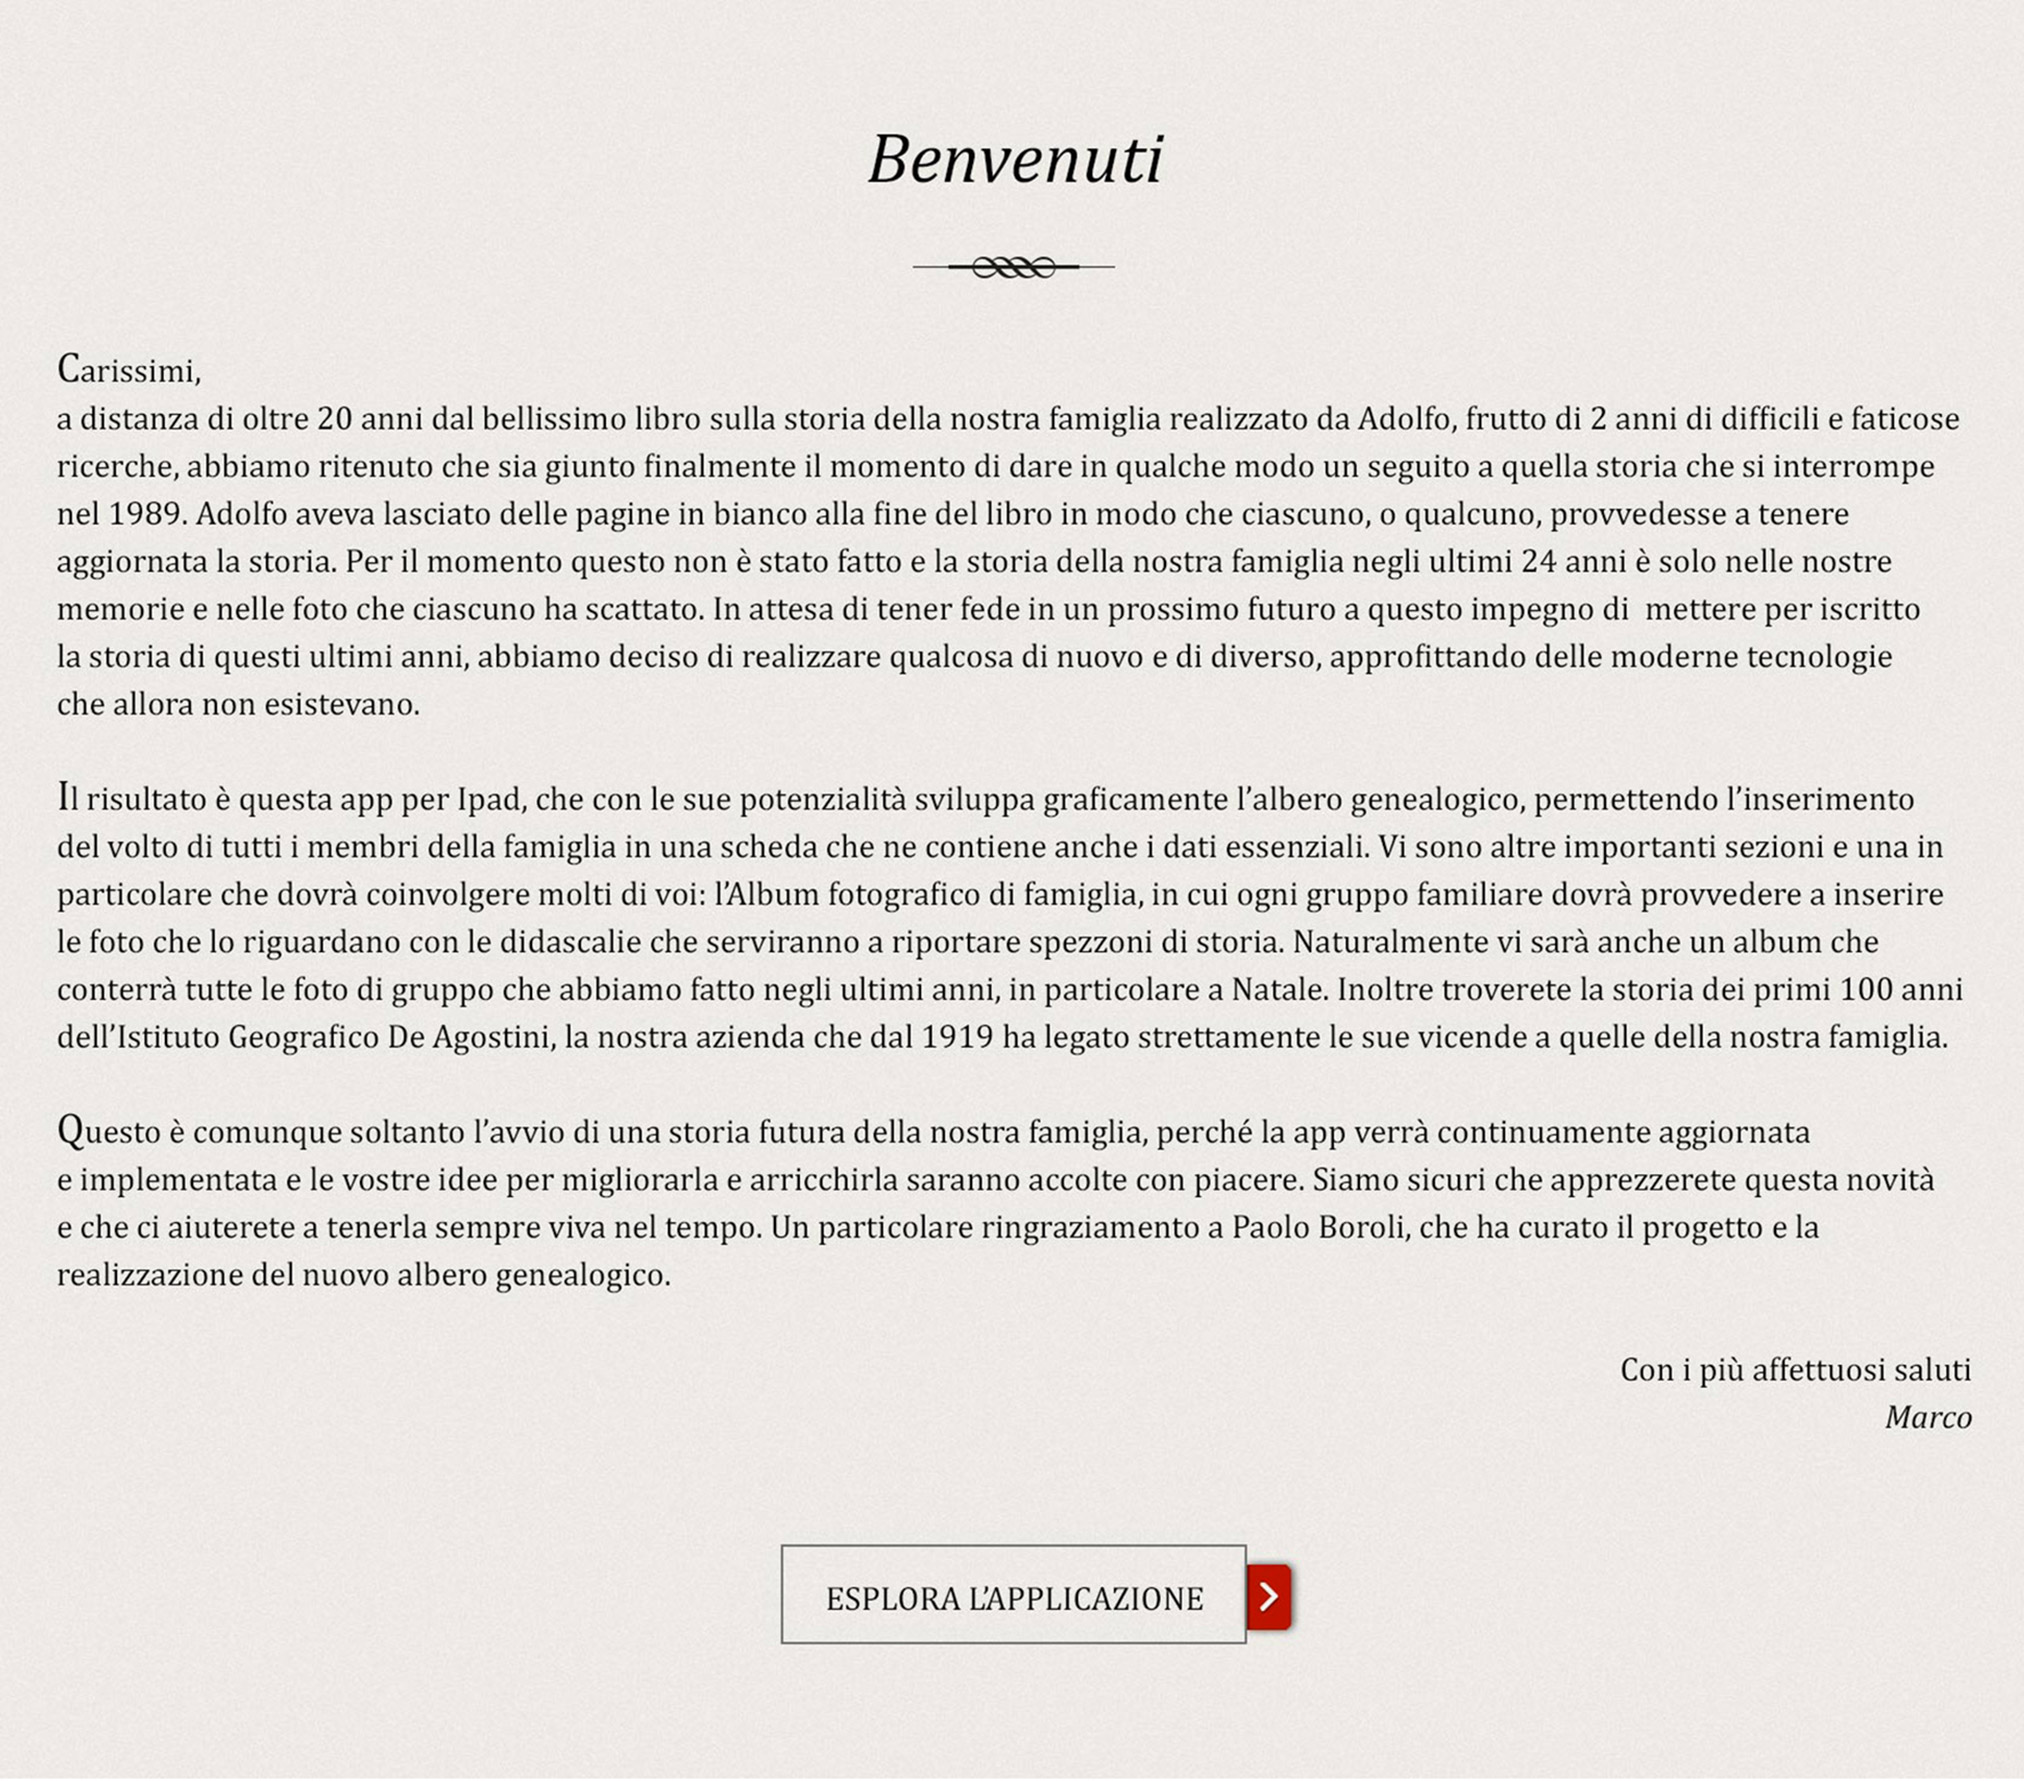 Benvenuti
Carissimi,
a distanza di oltre 20 anni dal bellissimo libro sulla storia della nostra famiglia realizzato da Adolfo, frutto di 2 anni di difficili e faticose
ricerche, abbiamo ritenuto che sia giunto finalmente il momento di dare in qualche modo un seguito a quella storia che si interrompe
nel 1989. Adolfo aveva lasciato delle pagine in bianco alla fine del libro in modo che ciascuno, o qualcuno, provvedesse a tenere
aggiornata la storia. Per il momento questo non è stato fatto e la storia della nostra famiglia negli ultimi 24 anni è solo nelle nostre
memorie e nelle foto che ciascuno ha scattato. In attesa di tener fede in un prossimo futuro a questo impegno di  mettere per iscritto
la storia di questi ultimi anni, abbiamo deciso di realizzare qualcosa di nuovo e di diverso, approfittando delle moderne tecnologie
che allora non esistevano.
Il risultato è questa app per Ipad, che con le sue potenzialità sviluppa graficamente l’albero genealogico, permettendo l’inserimento
del volto di tutti i membri della famiglia in una scheda che ne contiene anche i dati essenziali. Vi sono altre importanti sezioni e una in
particolare che dovrà coinvolgere molti di voi: l’Album fotografico di famiglia, in cui ogni gruppo familiare dovrà provvedere a inserire
le foto che lo riguardano con le didascalie che serviranno a riportare spezzoni di storia. Naturalmente vi sarà anche un album che
conterrà tutte le foto di gruppo che abbiamo fatto negli ultimi anni, in particolare a Natale. Inoltre troverete la storia dei primi 100 anni
dell’Istituto Geografico De Agostini, la nostra azienda che dal 1919 ha legato strettamente le sue vicende a quelle della nostra famiglia.
Questo è comunque soltanto l’avvio di una storia futura della nostra famiglia, perché la app verrà continuamente aggiornata
e implementata e le vostre idee per migliorarla e arricchirla saranno accolte con piacere. Siamo sicuri che apprezzerete questa novità
e che ci aiuterete a tenerla sempre viva nel tempo. Un particolare ringraziamento a Paolo Boroli, che ha curato il progetto e la
realizzazione del nuovo albero genealogico.
Con i più affettuosi saluti
Marco
ESPLORA L’APPLICAZIONE